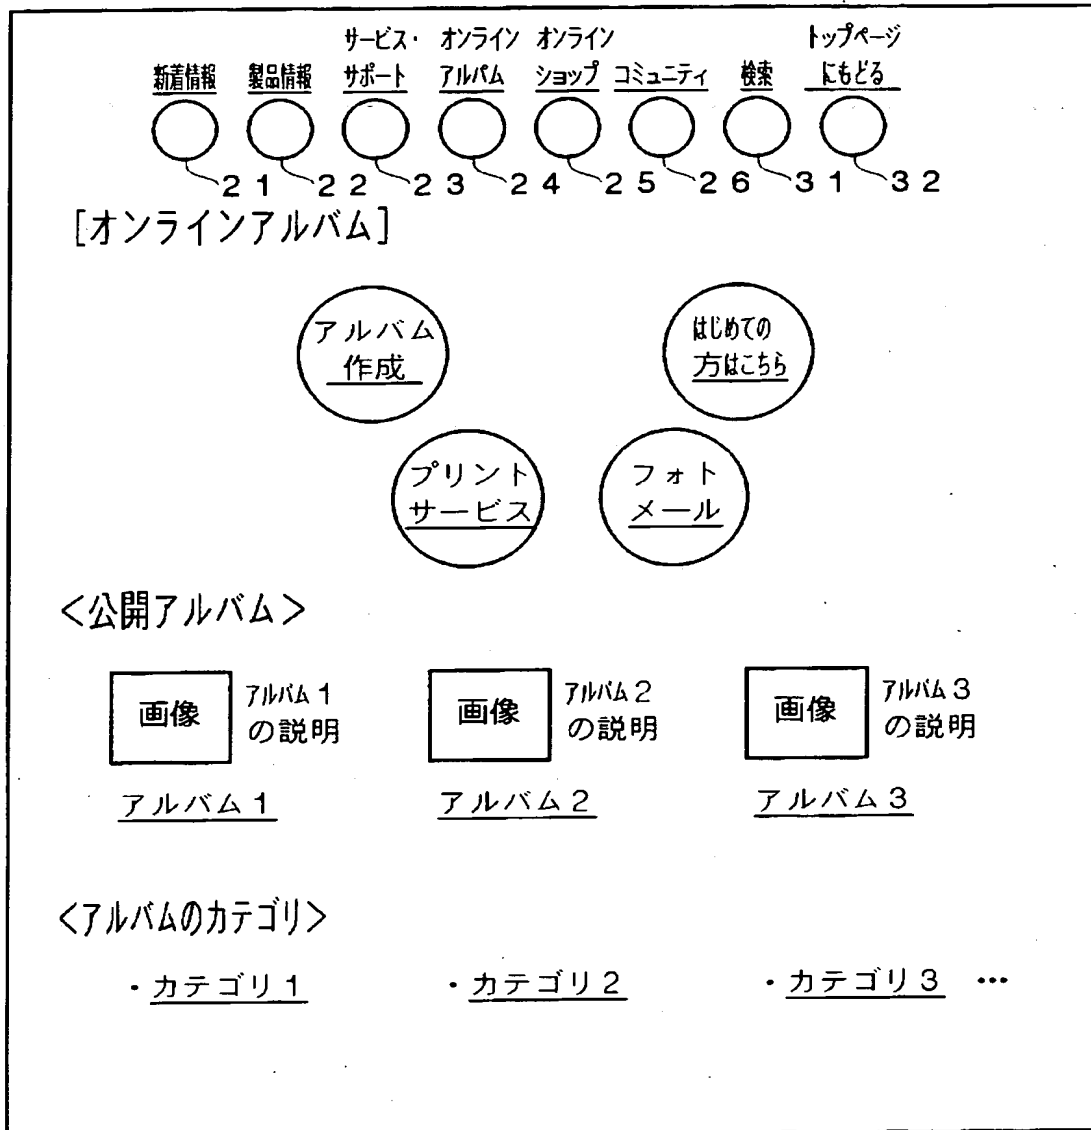 新着情報
製品情報
サービス・
サポート
オンライン
アルバム
オンライン
ショップ
コミュニティ
検索
トップページ
にもどる
21 22 23 24 25 26 31 32
[オンラインアルバム]
アルバム
作成
はじめての
方はこちら
プリント
サービス
フォト
メール
<公開アルバム>
画像
アルバム1
の説明
画像
アルバム2
の説明
画像
アルバム3
の説明
アルバム1
アルバム2
アルバム3
<アルバムのカテゴリ>
・カテゴリ1 ・カテゴリ2 ・カテゴリ3 …